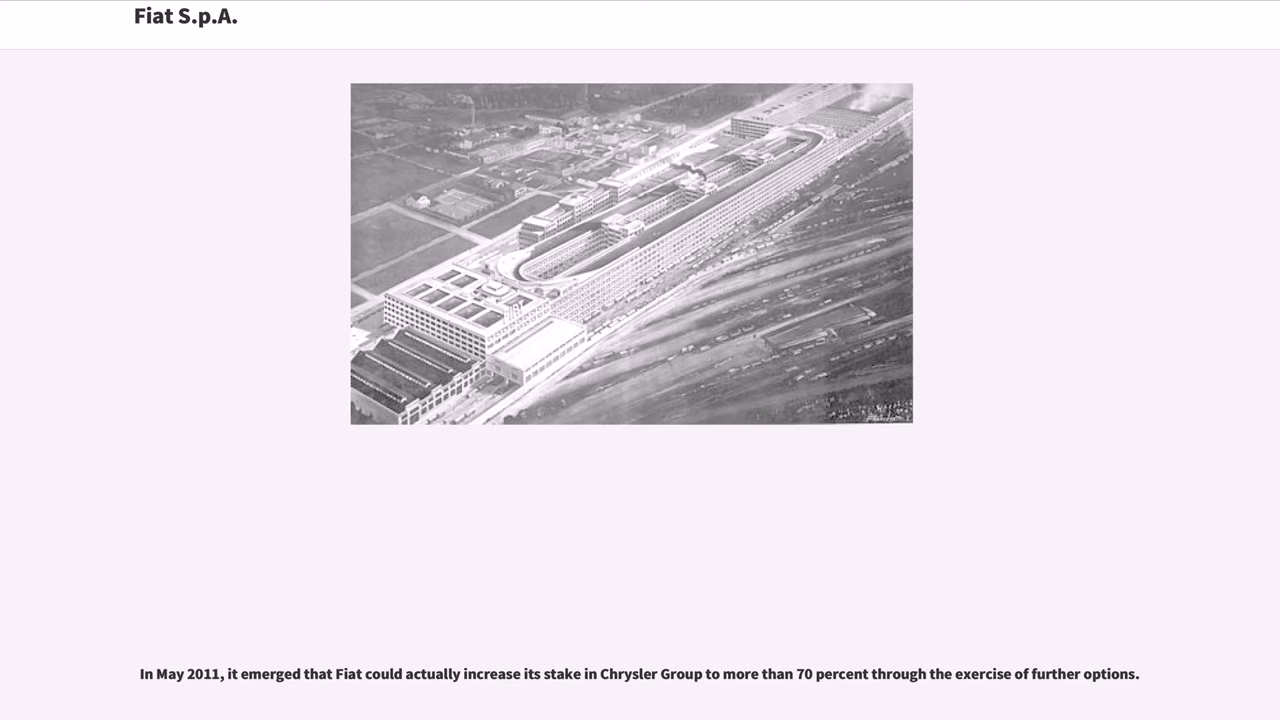 Fiat S.p.A.
In May 2011, it emerged that Fiat could actually increase its stake in Chrysler Group to more than 70 percent through the exercise of further options.